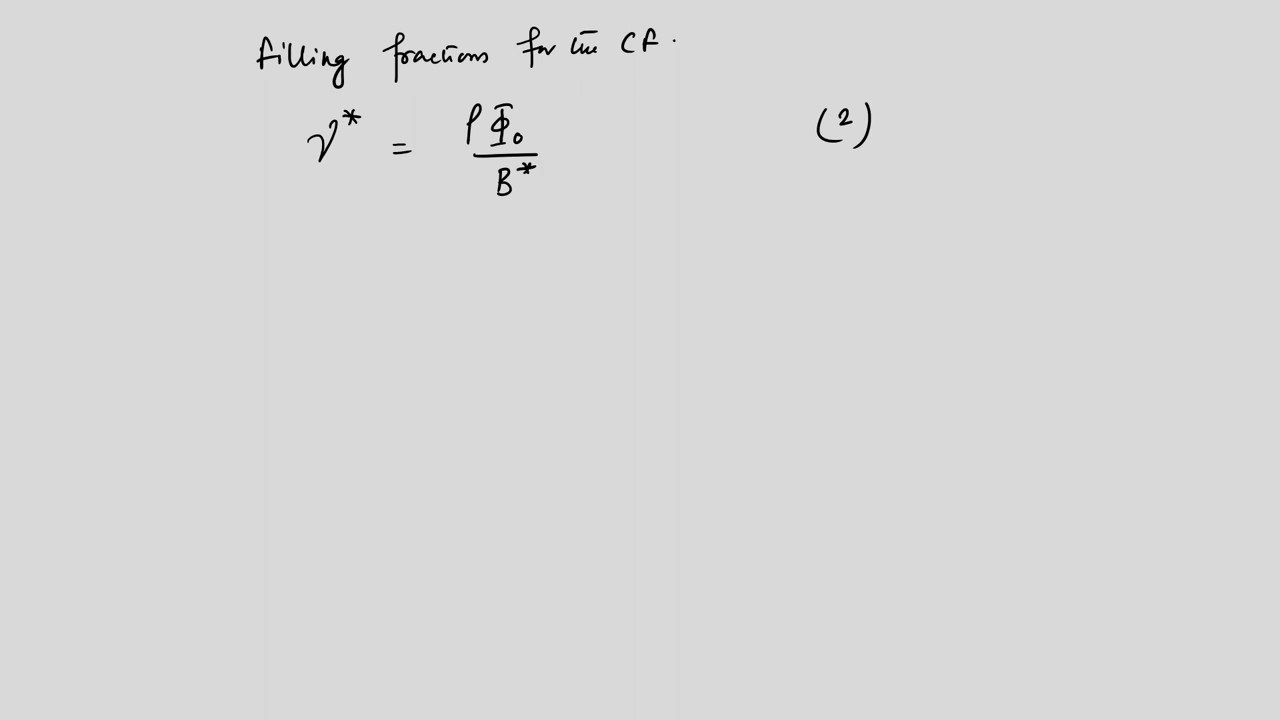 filling fractions for the CF.
ν* = ρΦ₀ / B* (2)